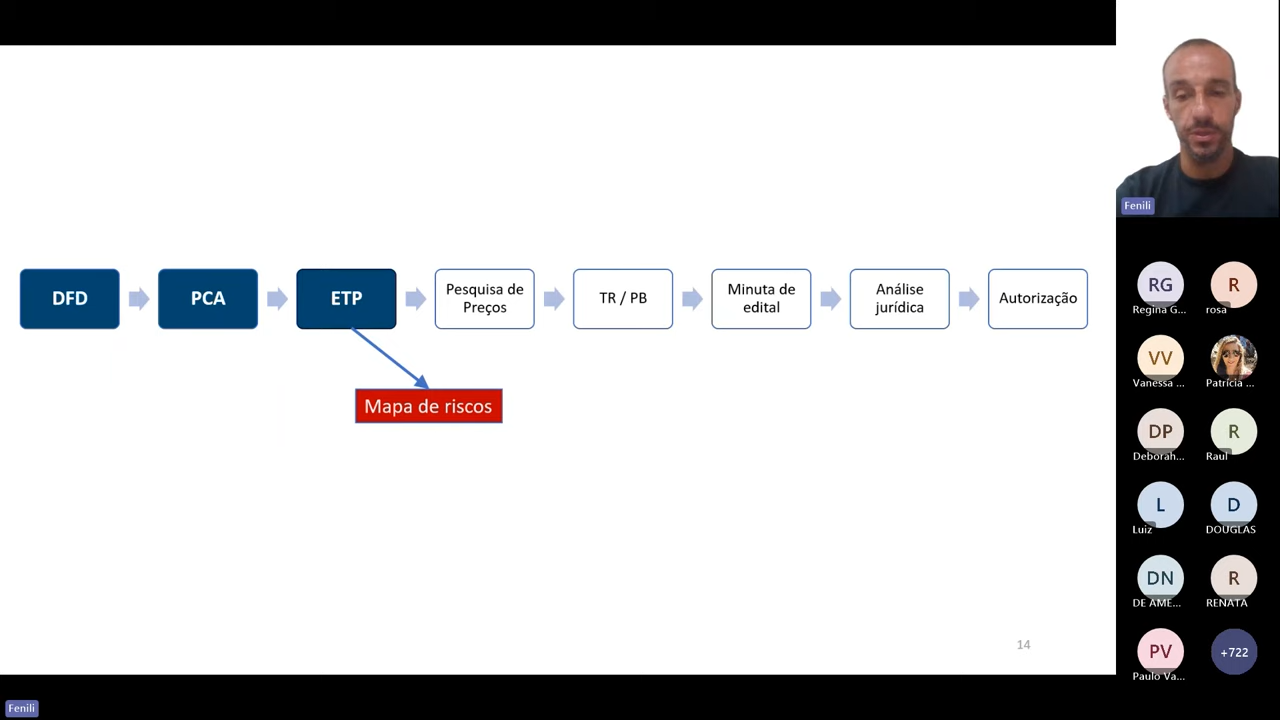 DFD
PCA
ETP
Pesquisa de
Preços
TR / PB
Minuta de
edital
Análise
jurídica
Autorização
Mapa de riscos
14
Fenili
Fenili
RG
Regina G...
R
rosa
VV
Vanessa ...
Patrícia ...
DP
Deborah...
R
Raul
L
Luiz
D
DOUGLAS
DN
DE AME...
R
RENATA
PV
Paulo Va...
+722